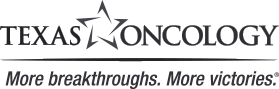 TEXAS ONCOLOGY
More breakthroughs. More victories.®